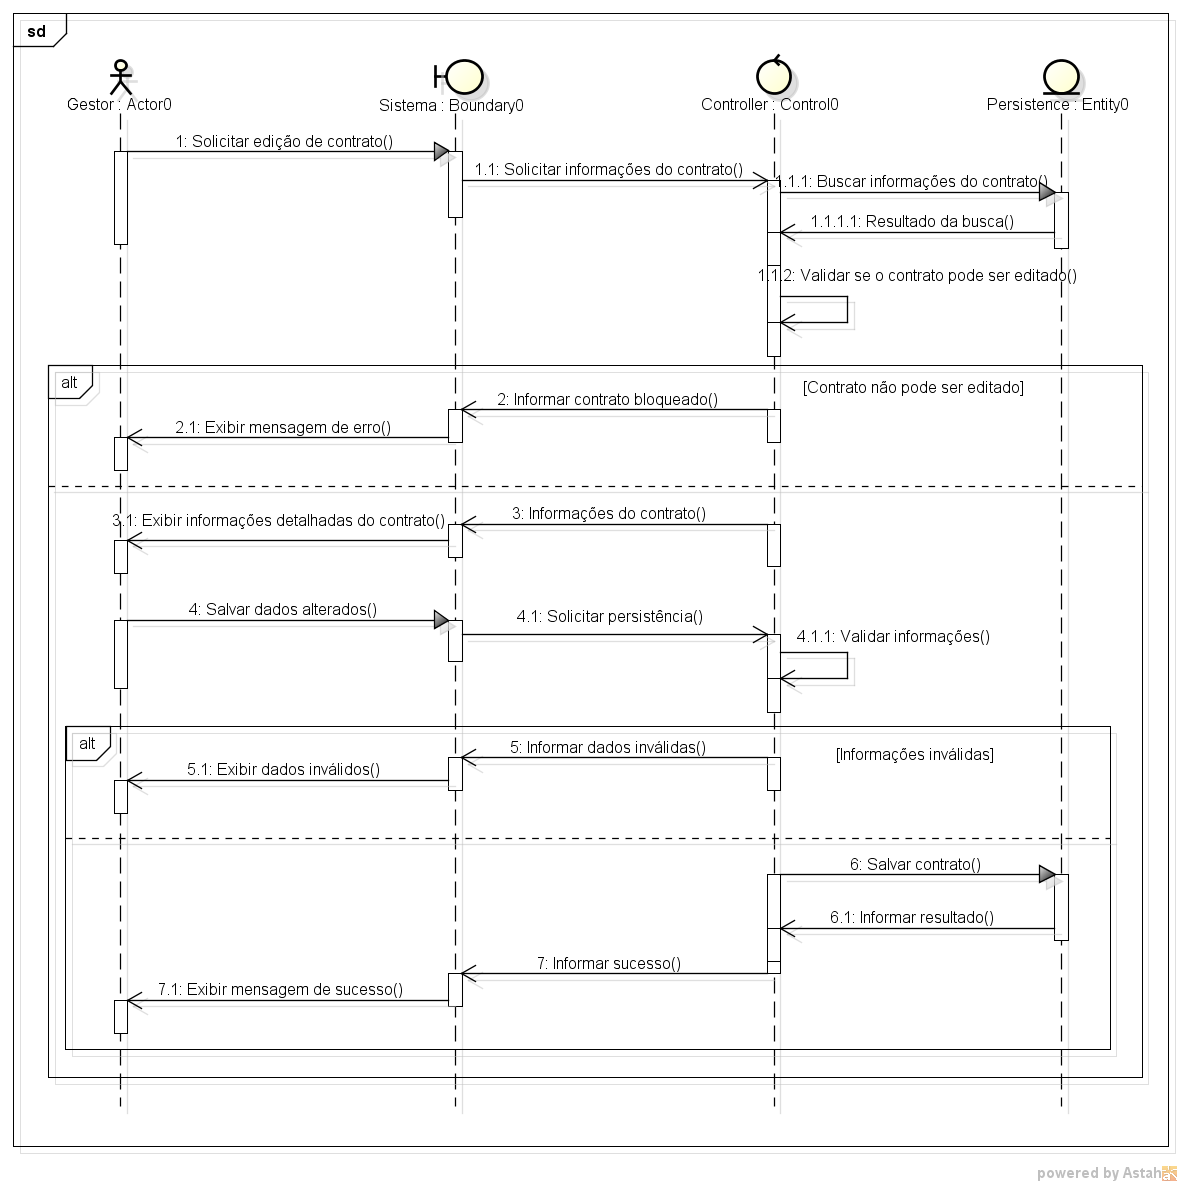 sd
Gestor : Actor0
Sistema : Boundary0
Controller : Control0
Persistence : Entity0
1: Solicitar edição de contrato()
1.1: Solicitar informações do contrato()
1.1.1: Buscar informações do contrato()
1.1.1.1: Resultado da busca()
1.1.2: Validar se o contrato pode ser editado()
alt
[Contrato não pode ser editado]
2: Informar contrato bloqueado()
2.1: Exibir mensagem de erro()
3: Informações do contrato()
3.1: Exibir informações detalhadas do contrato()
4: Salvar dados alterados()
4.1: Solicitar persistência()
4.1.1: Validar informações()
alt
[Informações inválidas]
5: Informar dados inválidas()
5.1: Exibir dados inválidos()
6: Salvar contrato()
6.1: Informar resultado()
7: Informar sucesso()
7.1: Exibir mensagem de sucesso()
powered by Astah